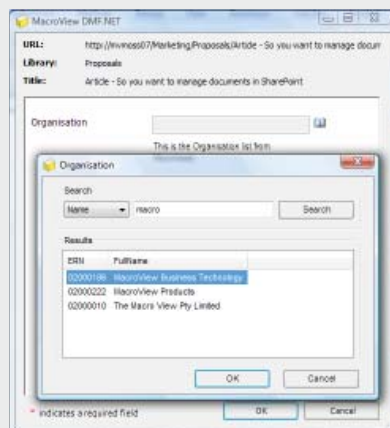 MacroView DMF.NET
URL: http://mvmoss07/Marketing/Proposals/Article - So you want to manage docum
Library: Proposals
Title: Article - So you want to manage documents in SharePoint
Organisation
This is the Organisation list from
Organisation
Search
Name macro Search
Results
ERN FullName
02000188 MacroView Business Technology
02000222 MacroView Products
02000010 The Macro View Pty Limited
OK Cancel
* indicates a required field OK Cancel